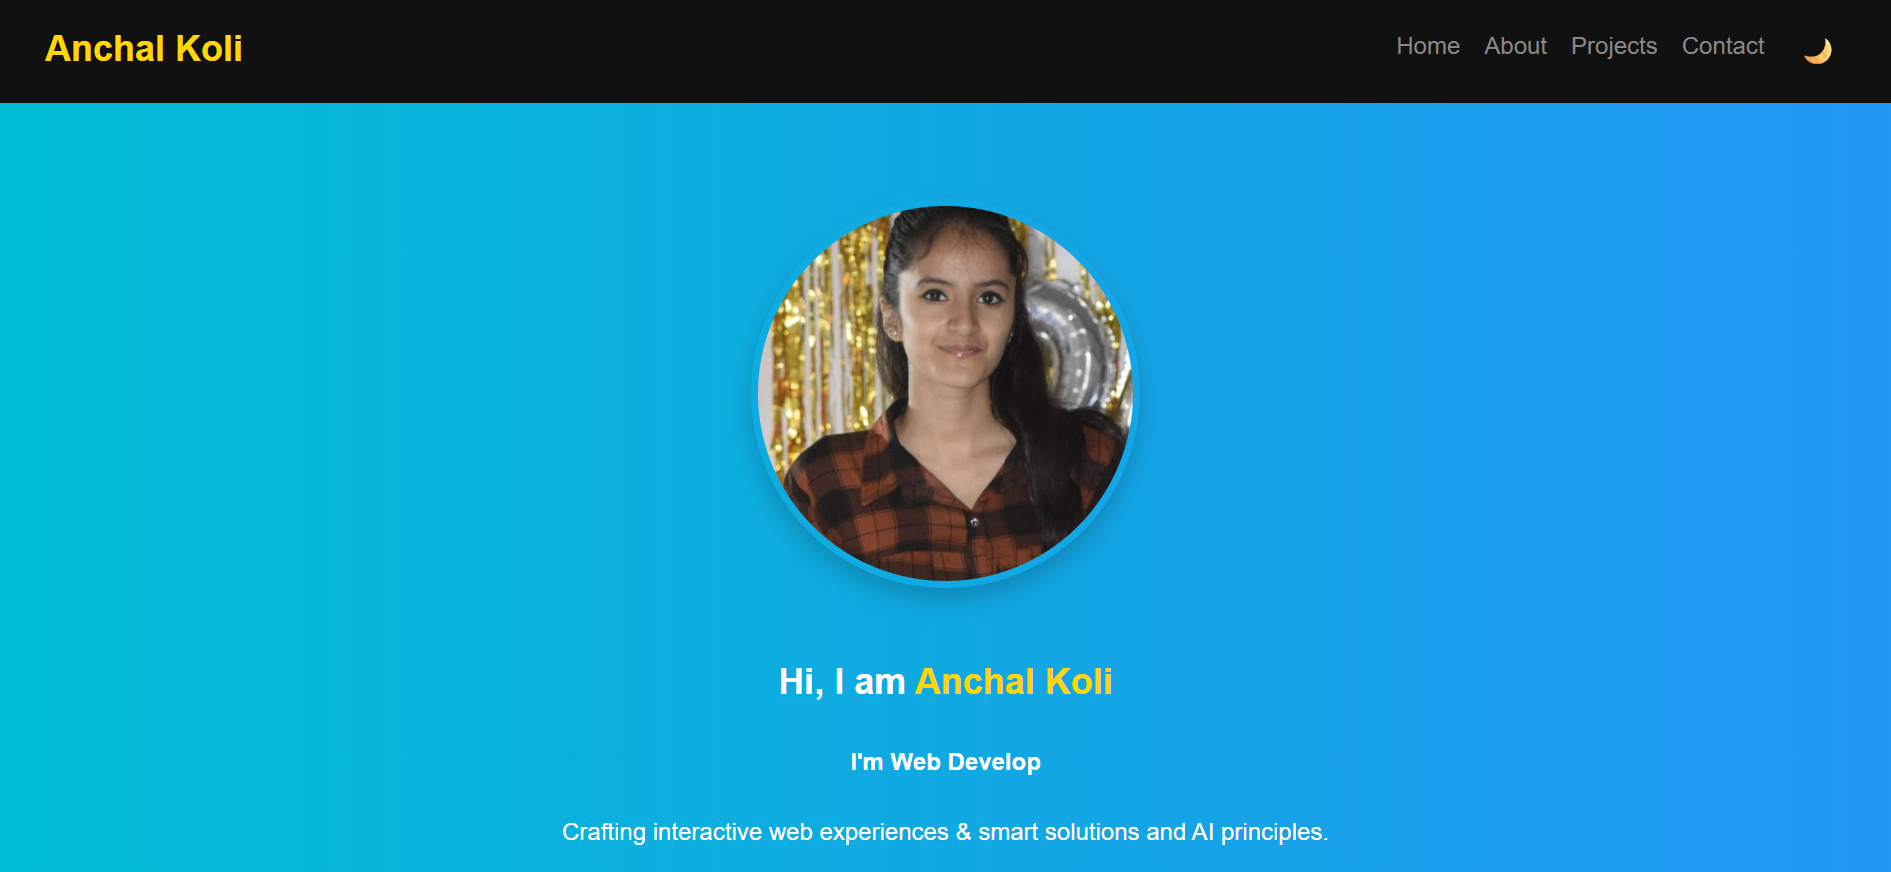 Anchal Koli
Home About Projects Contact
Hi, I am Anchal Koli
I'm Web Develop
Crafting interactive web experiences & smart solutions and AI principles.